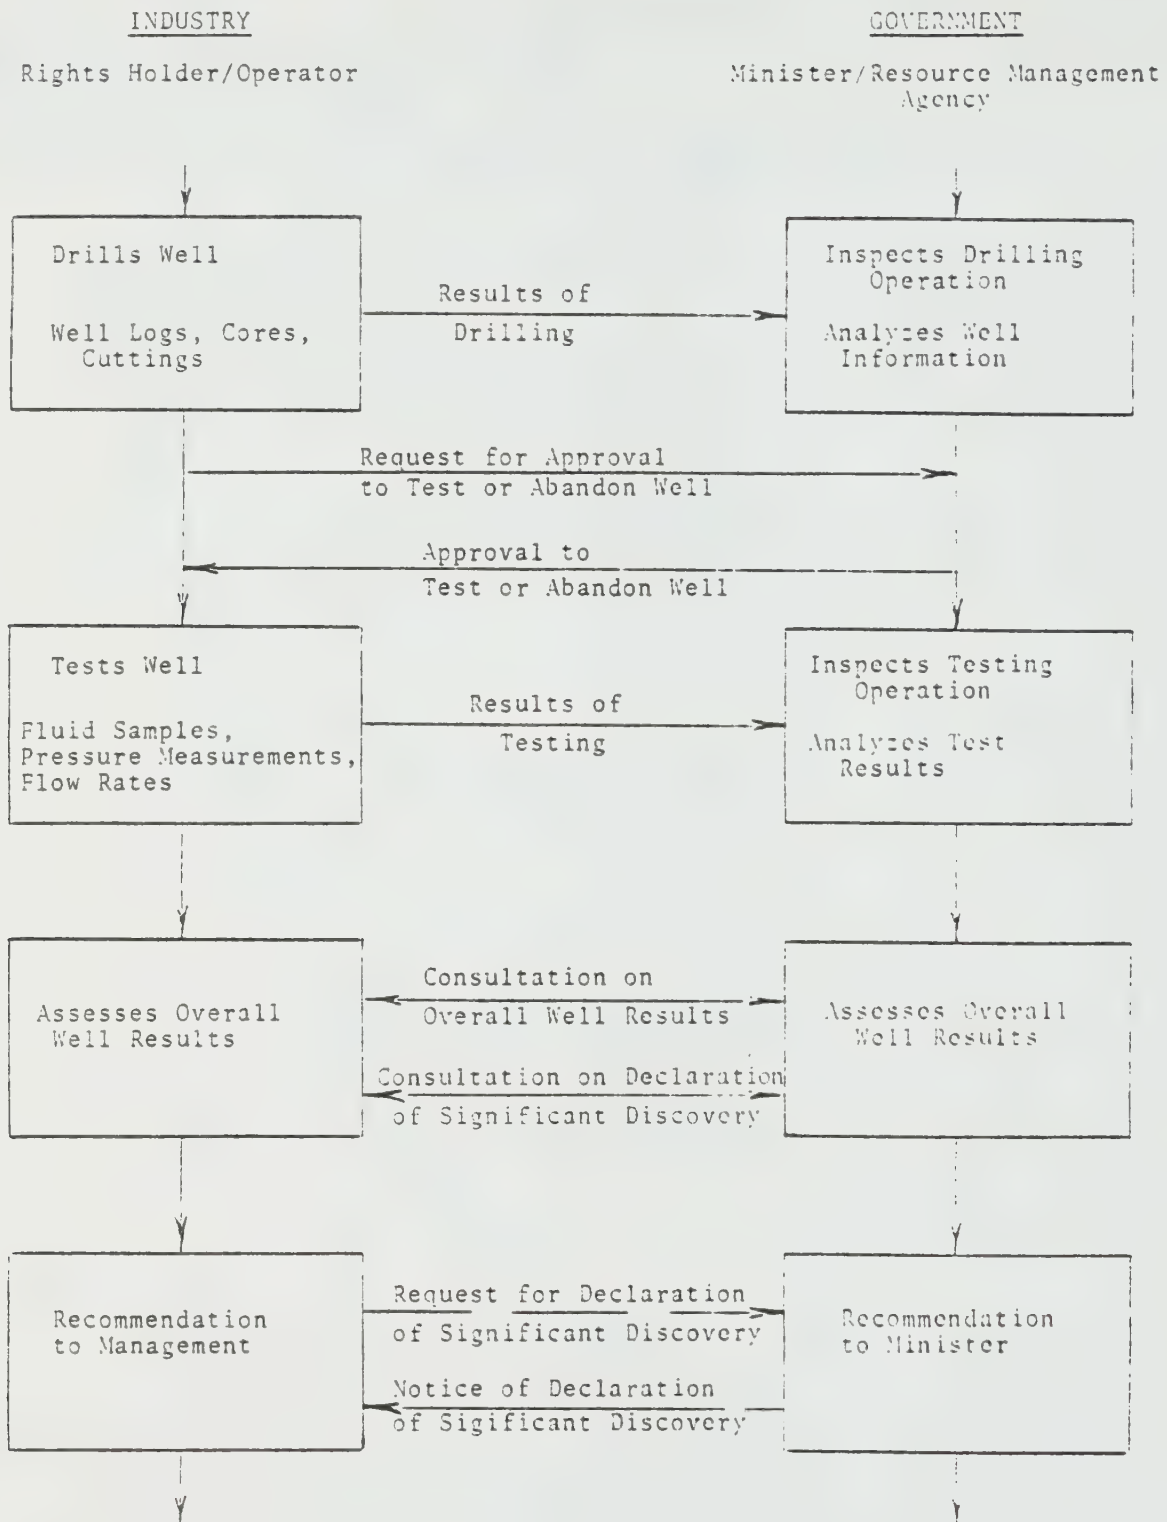 INDUSTRY
Rights Holder/Operator
GOVERNMENT
Minister/Resource Management
Agency
Drills Well
Well Logs, Cores,
Cuttings
Results of
Drilling
Inspects Drilling
Operation
Analyzes Well
Information
Request for Approval
to Test or Abandon Well
Approval to
Test or Abandon Well
Tests Well
Fluid Samples,
Pressure Measurements,
Flow Rates
Results of
Testing
Inspects Testing
Operation
Analyzes Test
Results
Assesses Overall
Well Results
Consultation on
Overall Well Results
Consultation on Declaration
of Significant Discovery
Assesses Overall
Well Results
Recommendation
to Management
Request for Declaration
of Significant Discovery
Notice of Declaration
of Sigificant Discovery
Recommendation
to Minister